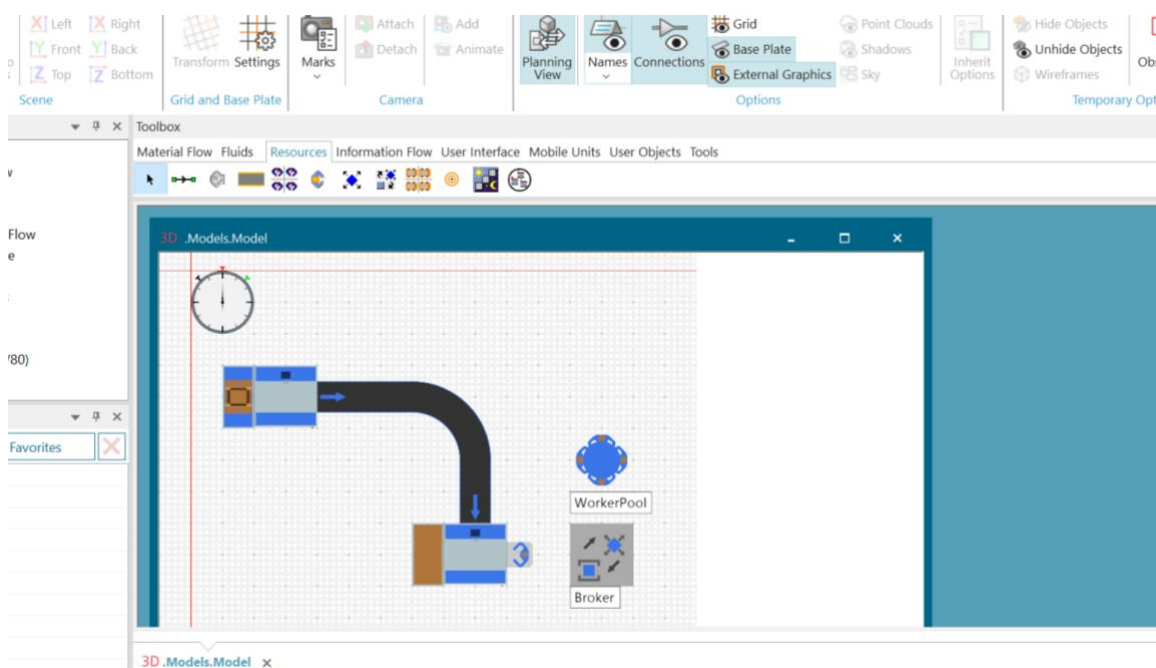 Left Right
Front Back
Top Bottom
Scene
Transform Settings
Grid and Base Plate
Marks
Attach
Detach
Add
Animate
Camera
Planning View
Names
Connections
Grid
Base Plate
External Graphics
Point Clouds
Shadows
Sky
Options
Inherit Options
Hide Objects
Unhide Objects
Wireframes
Temporary Opt
Toolbox
Material Flow Fluids Resources Information Flow User Interface Mobile Units User Objects Tools
3D .Models.Model
Flow
/80)
Favorites
WorkerPool
Broker
3D .Models.Model